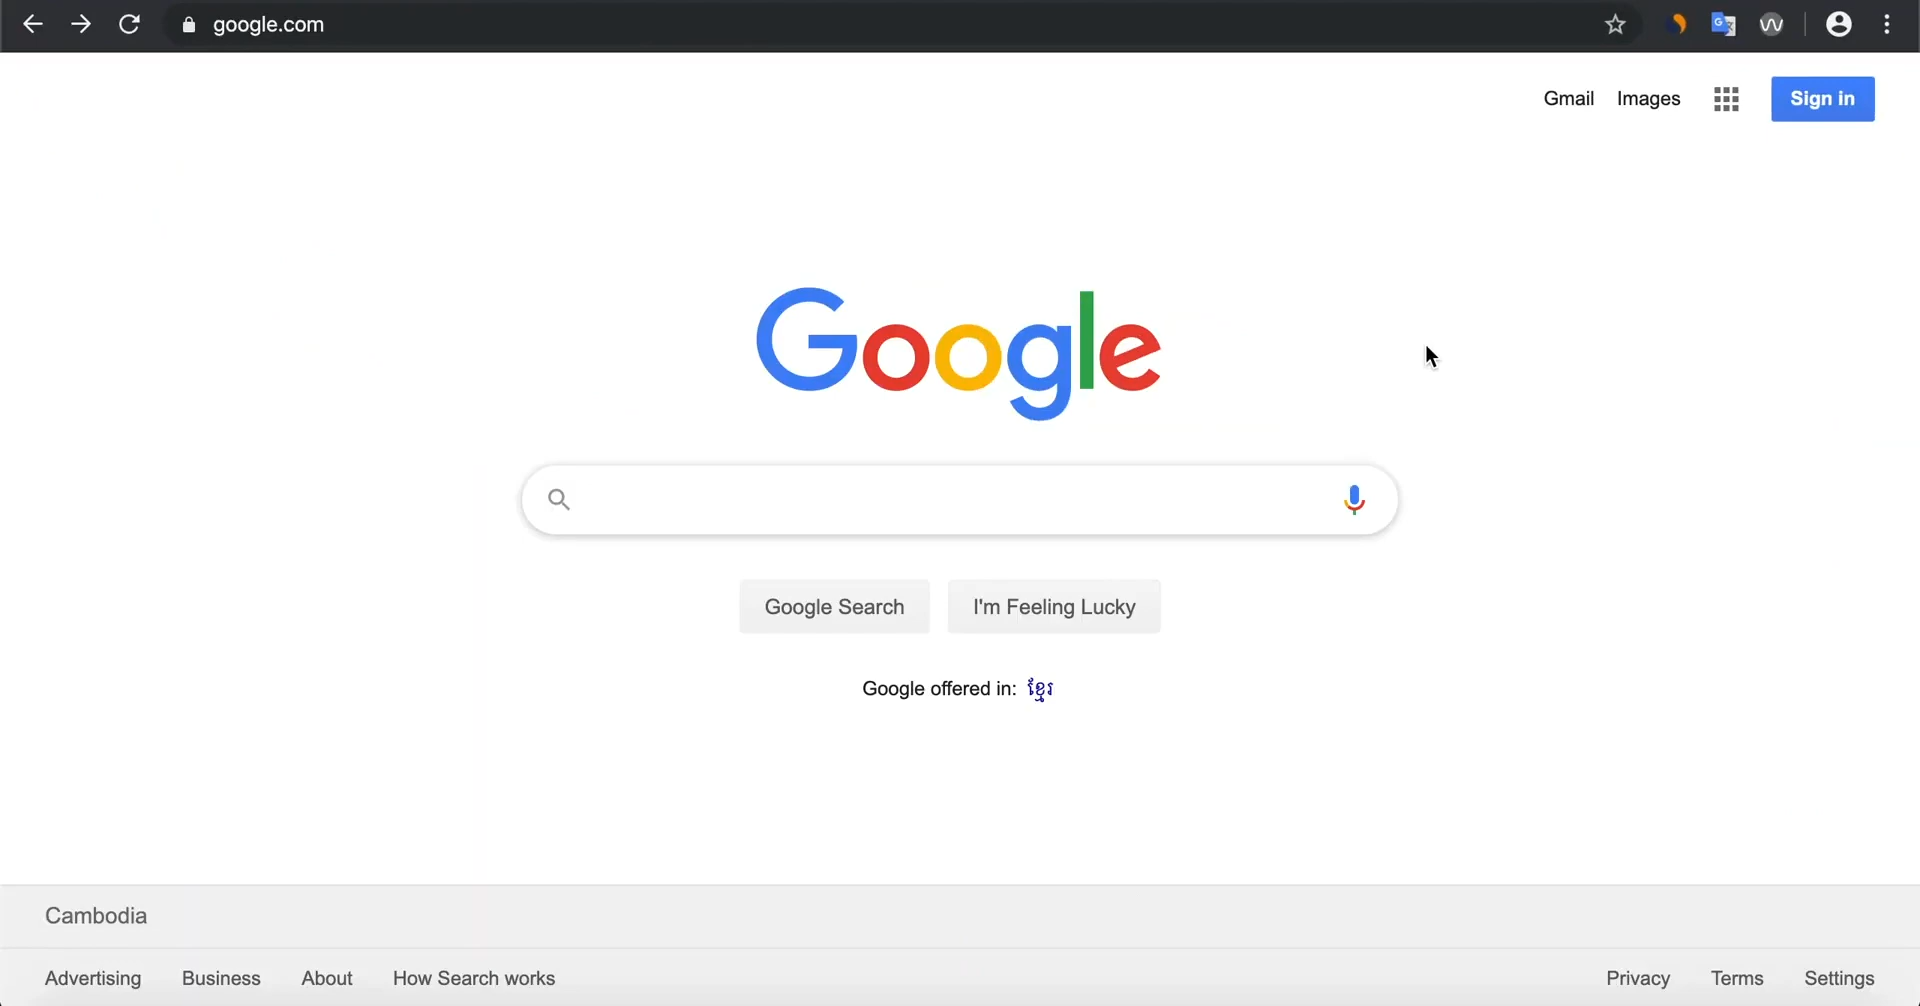 google.com
Gmail Images Sign in
Google
Google Search I'm Feeling Lucky
Google offered in: ខ្មែរ
Cambodia
Advertising Business About How Search works Privacy Terms Settings